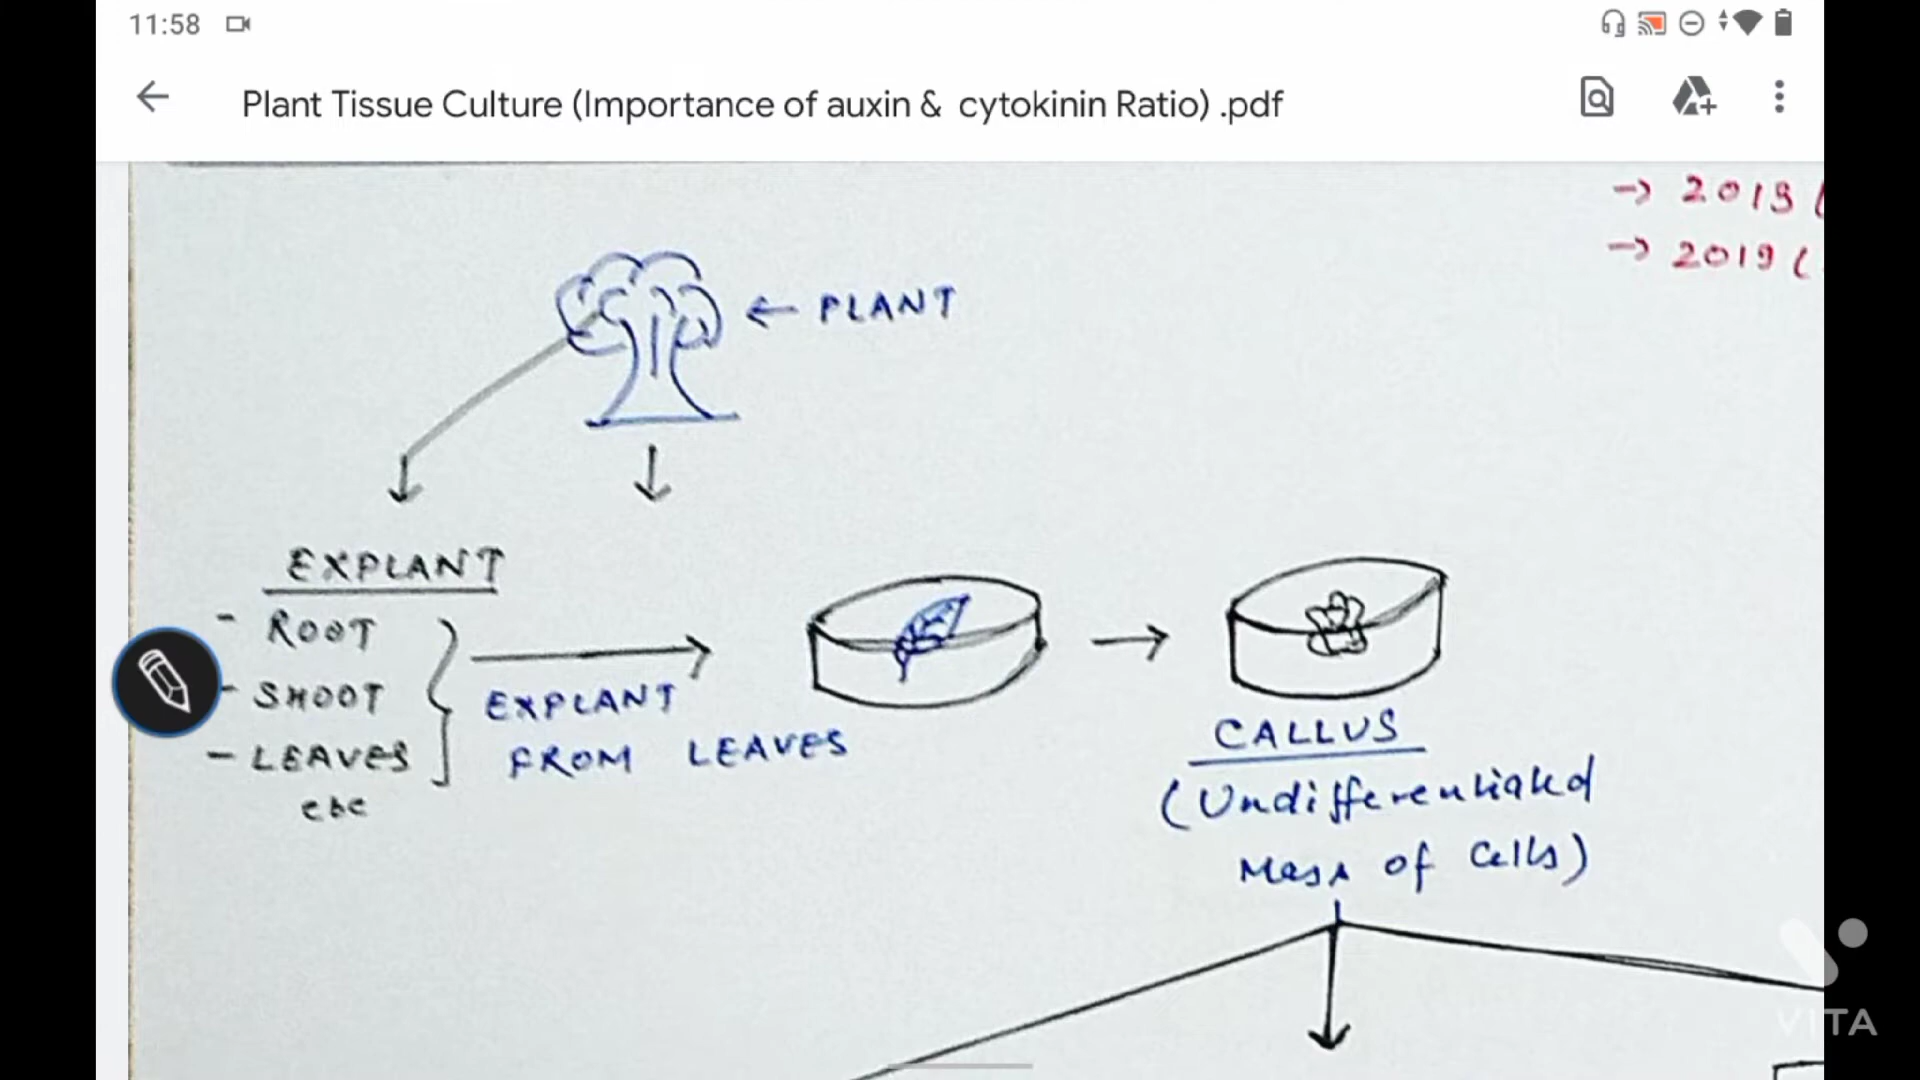 11:58
Plant Tissue Culture (Importance of auxin & cytokinin Ratio) .pdf
→ 2013 (
→ 2019 (
← PLANT
EXPLANT
- ROOT
- SHOOT
- LEAVES
etc
EXPLANT
FROM LEAVES
CALLUS
(Undifferentiated
Mass of Cells)
VITA